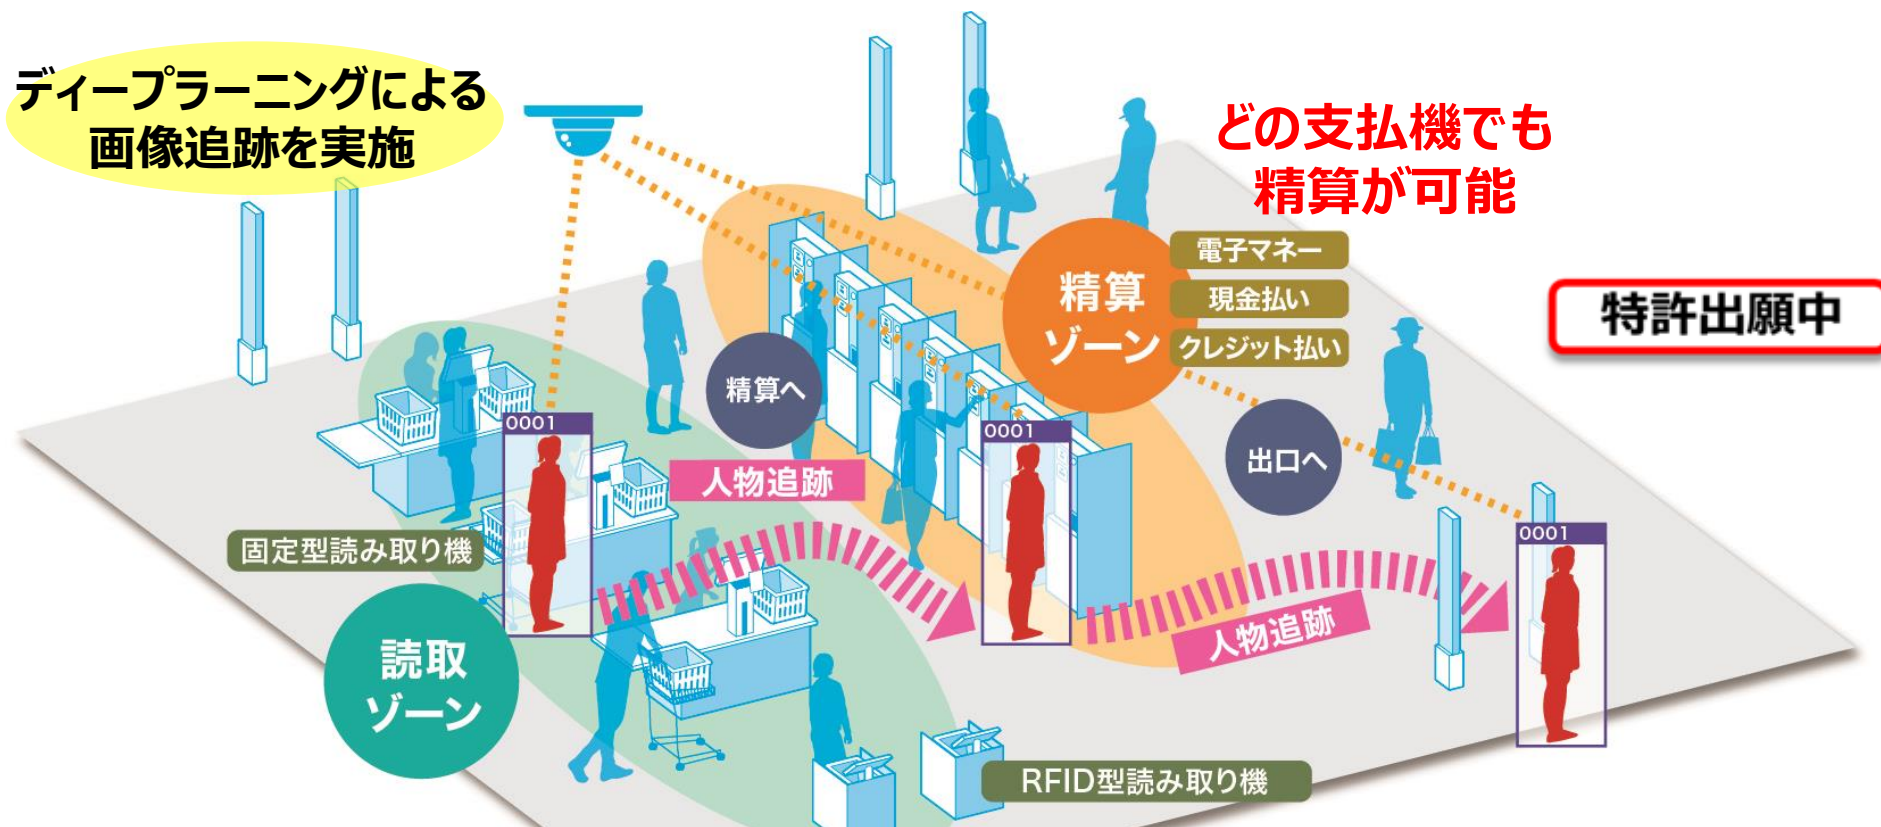 ディープラーニングによる
画像追跡を実施
どの支払機でも
精算が可能
特許出願中
精算
ゾーン
電子マネー
現金払い
クレジット払い
精算へ
出口へ
0001
人物追跡
0001
人物追跡
0001
固定型読み取り機
読取
ゾーン
RFID型読み取り機